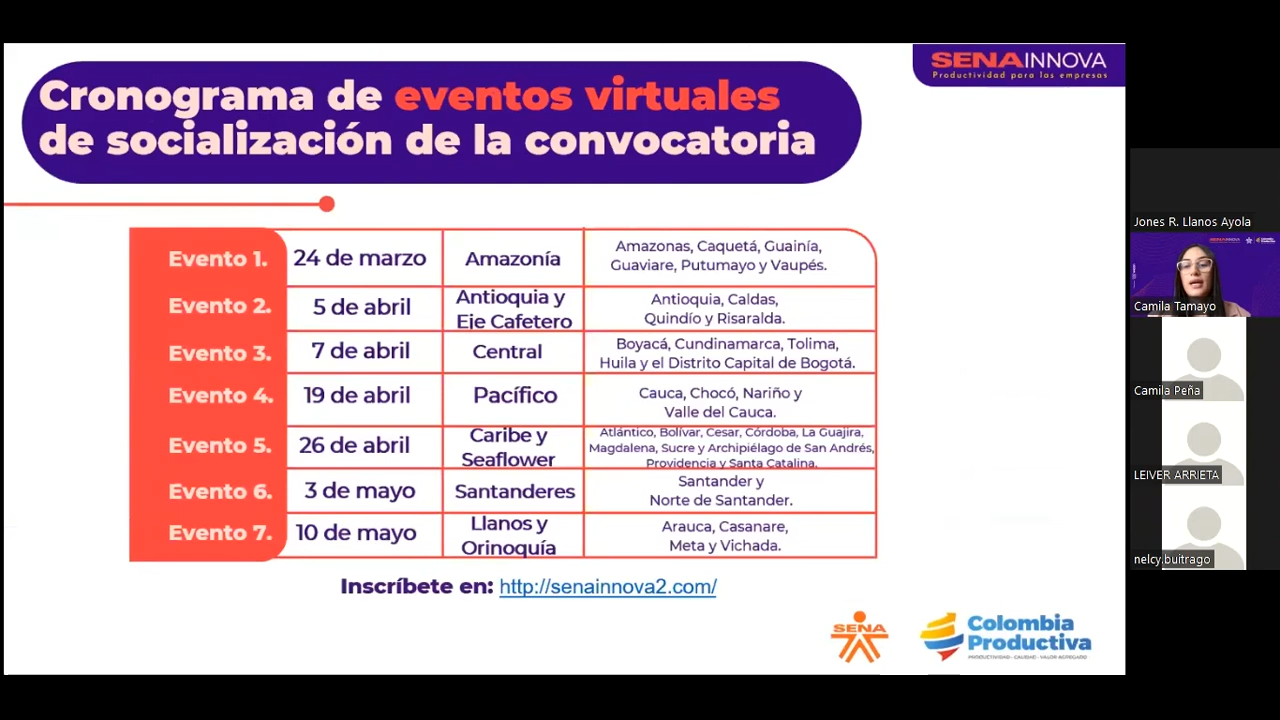 SENAINNOVA
Productividad para las empresas
Cronograma de eventos virtuales
de socialización de la convocatoria
Evento 1.
24 de marzo
Amazonía
Amazonas, Caquetá, Guainía,
Guaviare, Putumayo y Vaupés.
Evento 2.
5 de abril
Antioquia y
Eje Cafetero
Antioquia, Caldas,
Quindío y Risaralda.
Evento 3.
7 de abril
Central
Boyacá, Cundinamarca, Tolima,
Huila y el Distrito Capital de Bogotá.
Evento 4.
19 de abril
Pacífico
Cauca, Chocó, Nariño y
Valle del Cauca.
Evento 5.
26 de abril
Caribe y
Seaflower
Atlántico, Bolívar, Cesar, Córdoba, La Guajira,
Magdalena, Sucre y Archipiélago de San Andrés,
Providencia y Santa Catalina.
Evento 6.
3 de mayo
Santanderes
Santander y
Norte de Santander.
Evento 7.
10 de mayo
Llanos y
Orinoquía
Arauca, Casanare,
Meta y Vichada.
Inscríbete en: http://senainnova2.com/
SENA
Colombia
Productiva
PRODUCTIVIDAD - CALIDAD - VALOR AGREGADO
Jones R. Llanos Ayola
Camila Tamayo
Camila Peña
LEIVER ARRIETA
nelcy.buitrago